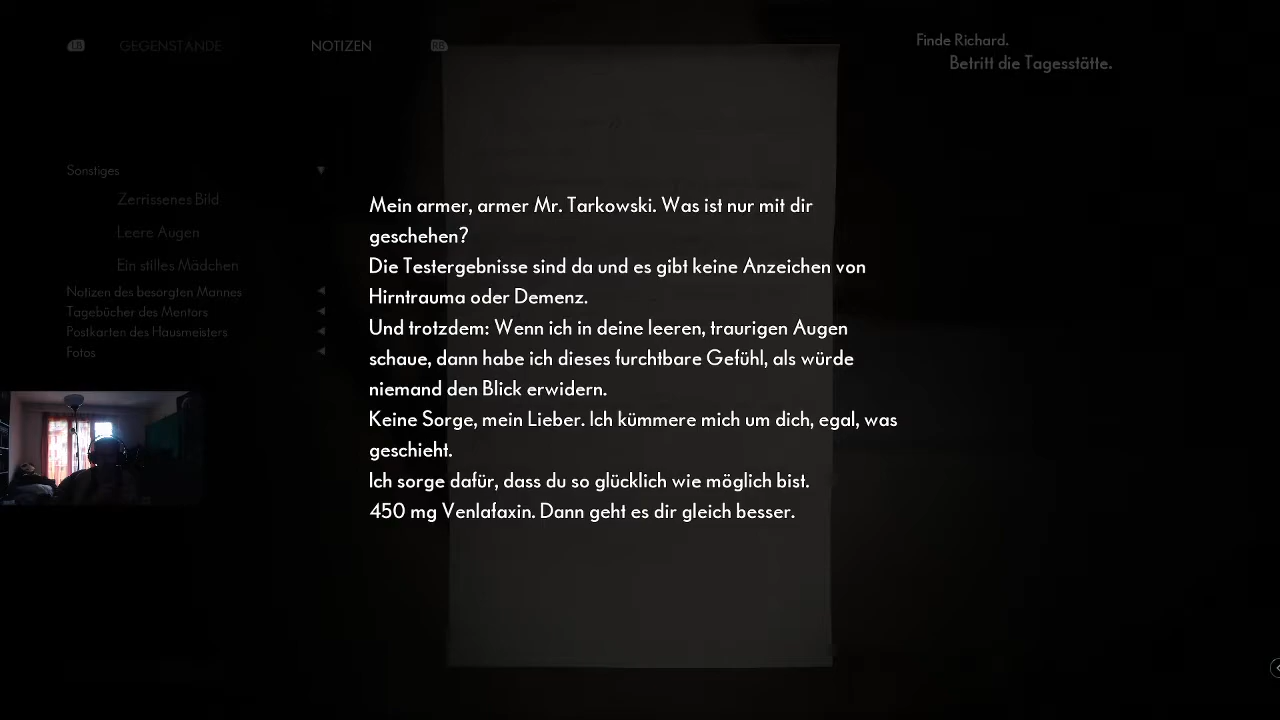 LB GEGENSTÄNDE NOTIZEN RB
Finde Richard.
Betritt die Tagesstätte.
Sonstiges
Zerrissenes Bild
Leere Augen
Ein stilles Mädchen
Notizen des besorgten Mannes
Tagebücher des Mentors
Postkarten des Hausmeisters
Fotos
Mein armer, armer Mr. Tarkowski. Was ist nur mit dir
geschehen?
Die Testergebnisse sind da und es gibt keine Anzeichen von
Hirntrauma oder Demenz.
Und trotzdem: Wenn ich in deine leeren, traurigen Augen
schaue, dann habe ich dieses furchtbare Gefühl, als würde
niemand den Blick erwidern.
Keine Sorge, mein Lieber. Ich kümmere mich um dich, egal, was
geschieht.
Ich sorge dafür, dass du so glücklich wie möglich bist.
450 mg Venlafaxin. Dann geht es dir gleich besser.